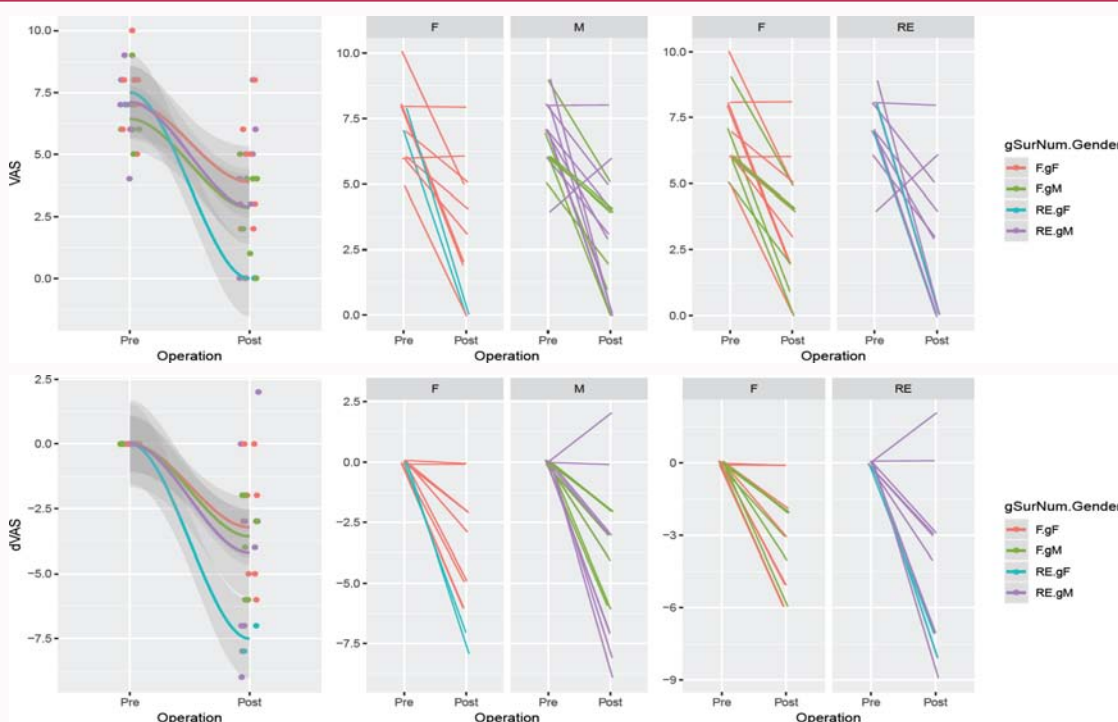 F M F RE
10.0 10.0 10.0
7.5 7.5 7.5
5.0 5.0 5.0
2.5 2.5 2.5
0.0 0.0 0.0
VAS
Pre Post Pre Post Pre Post Pre Post Pre Post
Operation Operation Operation
gSurNum.Gender
F.gF
F.gM
RE.gF
RE.gM
F M F RE
2.5 2.5
0.0 0.0 0
−2.5 −2.5 −3
−5.0 −5.0 −6
−7.5 −7.5 −9
dVAS
Pre Post Pre Post Pre Post Pre Post Pre Post
Operation Operation Operation
gSurNum.Gender
F.gF
F.gM
RE.gF
RE.gM